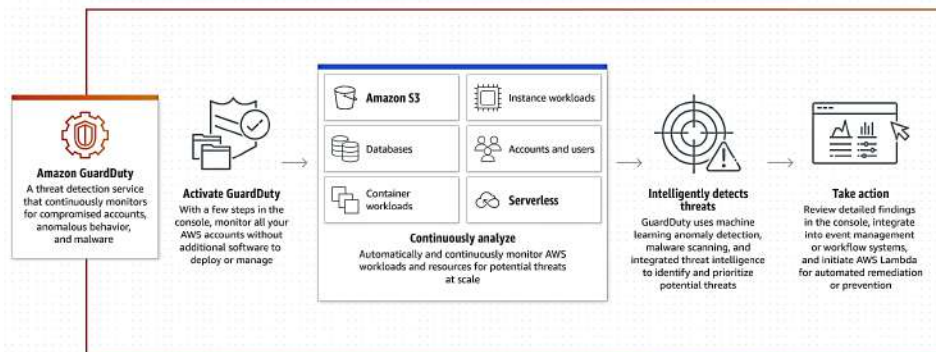 Amazon GuardDuty
A threat detection service
that continuously monitors
for compromised accounts,
anomalous behavior,
and malware
Activate GuardDuty
With a few steps in the
console, monitor all your
AWS accounts without
additional software to
deploy or manage
Amazon S3
Instance workloads
Databases
Accounts and users
Container
workloads
Serverless
Continuously analyze
Automatically and continuously monitor AWS
workloads and resources for potential threats
at scale
Intelligently detects
threats
GuardDuty uses machine
learning anomaly detection,
malware scanning, and
integrated threat intelligence
to identify and prioritize
potential threats
Take action
Review detailed findings
in the console, integrate
into event management
or workflow systems,
and initiate AWS Lambda
for automated remediation
or prevention